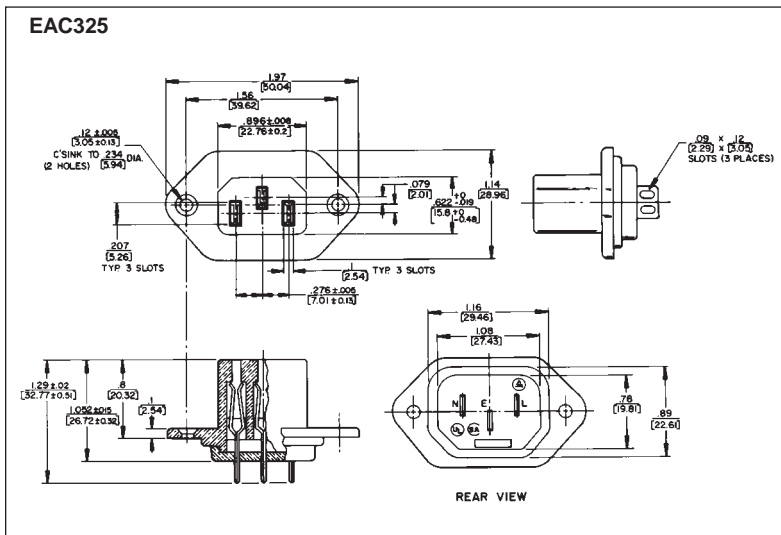 EAC325
1.97
[50.04]
1.56
[39.62]
.896±.008
[22.76±0.2]
.12±.005
[3.05±0.13]
C'SINK TO .234 DIA.
[5.94]
(2 HOLES)
.079
[2.01]
.622 +0 -.019
[15.8 +0 -0.48]
1.14
[28.96]
.09 x .12
[2.29] x [3.05]
SLOTS (3 PLACES)
.207
[5.26]
TYP. 3 SLOTS
.1
[2.54]
TYP. 3 SLOTS
.276±.005
[7.01±0.13]
1.29±.02
[32.77±0.51]
1.052±.015
[26.72±0.32]
.8
[20.32]
.1
[2.54]
1.16
[29.46]
1.08
[27.43]
N E L
UL
.78
[19.81]
.89
[22.61]
REAR VIEW